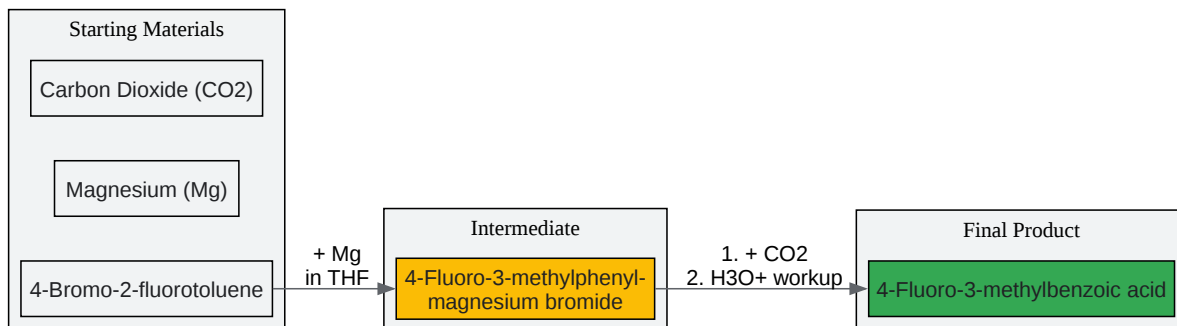 Starting Materials
Carbon Dioxide (CO2)
Magnesium (Mg)
4-Bromo-2-fluorotoluene
+ Mg
in THF
Intermediate
4-Fluoro-3-methylphenyl-
magnesium bromide
1. + CO2
2. H3O+ workup
Final Product
4-Fluoro-3-methylbenzoic acid